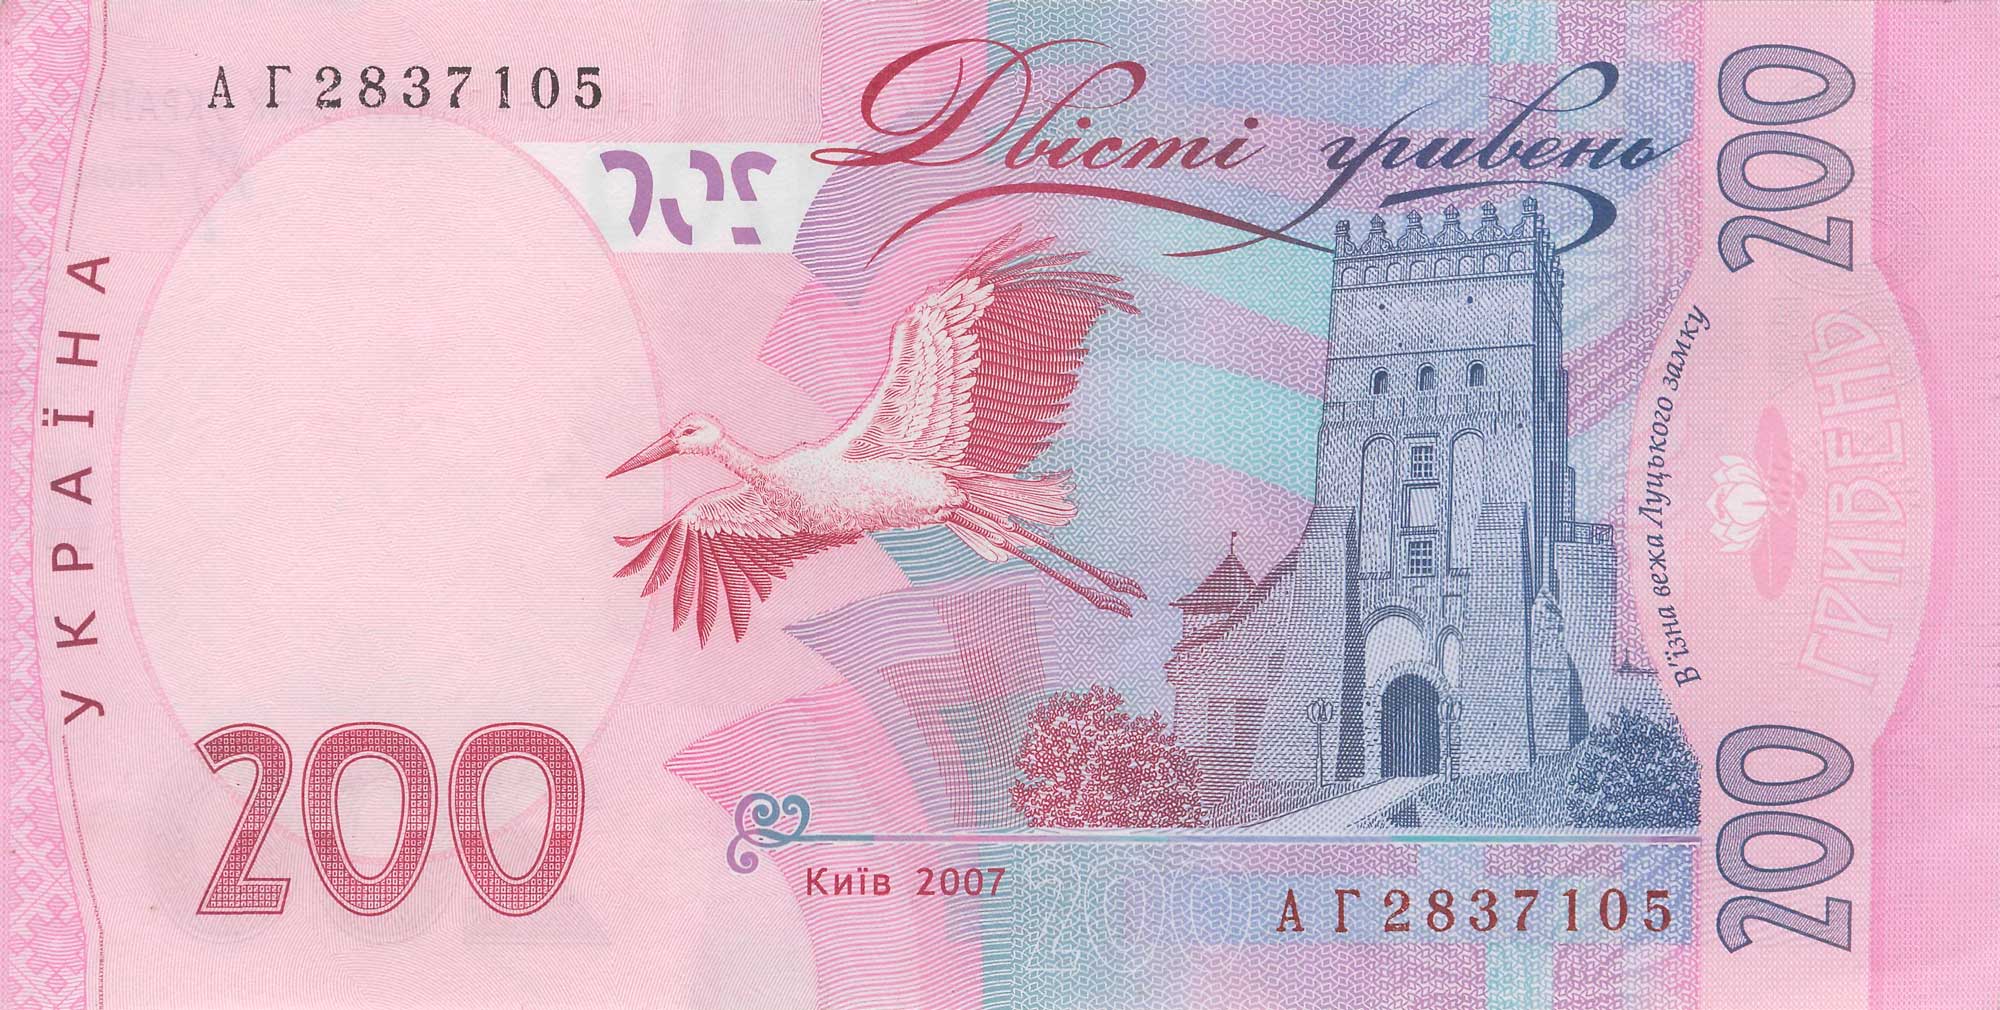 АГ2837105
Двісті гривень
УКРАЇНА
200
200
ГРИВЕНЬ
В'їзна вежа Луцького замку
200
200
Київ 2007
АГ2837105